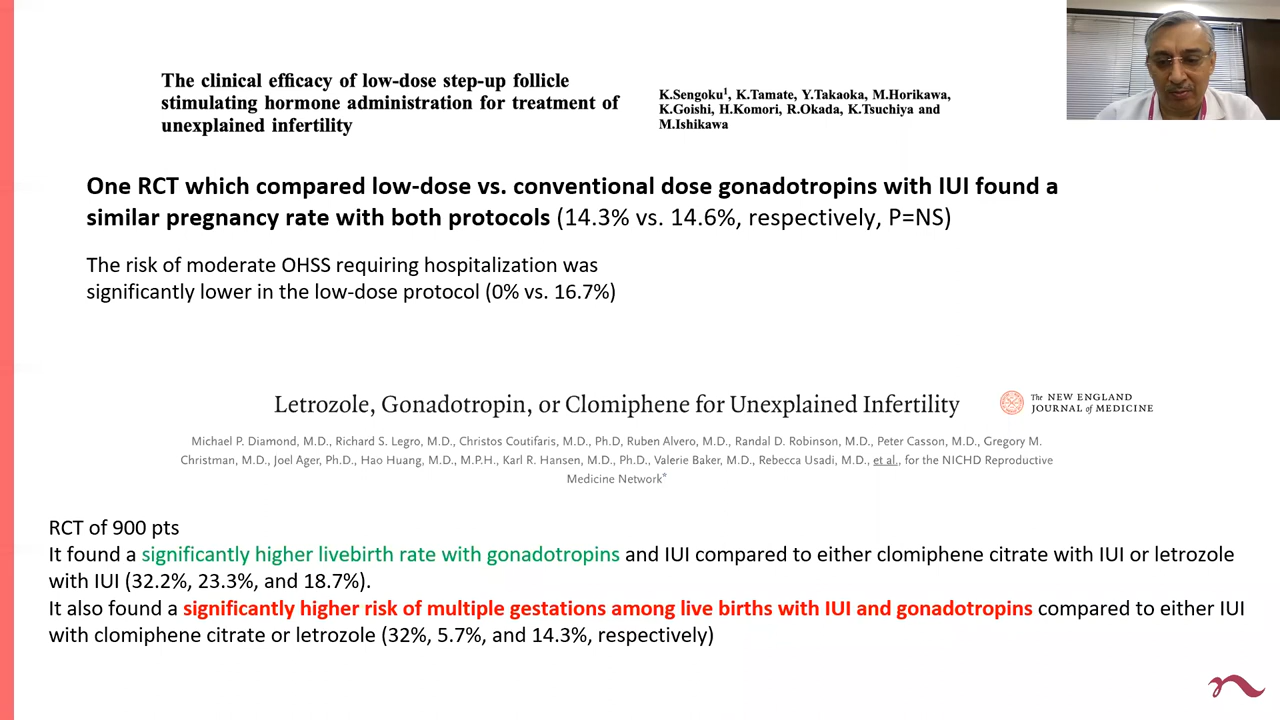 The clinical efficacy of low-dose step-up follicle
stimulating hormone administration for treatment of
unexplained infertility
K.Sengoku1, K.Tamate, Y.Takaoka, M.Horikawa,
K.Goishi, H.Komori, R.Okada, K.Tsuchiya and
M.Ishikawa
One RCT which compared low-dose vs. conventional dose gonadotropins with IUI found a
similar pregnancy rate with both protocols (14.3% vs. 14.6%, respectively, P=NS)
The risk of moderate OHSS requiring hospitalization was
significantly lower in the low-dose protocol (0% vs. 16.7%)
Letrozole, Gonadotropin, or Clomiphene for Unexplained Infertility
The NEW ENGLAND
JOURNAL of MEDICINE
Michael P. Diamond, M.D., Richard S. Legro, M.D., Christos Coutifaris, M.D., Ph.D, Ruben Alvero, M.D., Randal D. Robinson, M.D., Peter Casson, M.D., Gregory M.
Christman, M.D., Joel Ager, Ph.D., Hao Huang, M.D., M.P.H., Karl R. Hansen, M.D., Ph.D., Valerie Baker, M.D., Rebecca Usadi, M.D., et al., for the NICHD Reproductive
Medicine Network*
RCT of 900 pts
It found a significantly higher livebirth rate with gonadotropins and IUI compared to either clomiphene citrate with IUI or letrozole
with IUI (32.2%, 23.3%, and 18.7%).
It also found a significantly higher risk of multiple gestations among live births with IUI and gonadotropins compared to either IUI
with clomiphene citrate or letrozole (32%, 5.7%, and 14.3%, respectively)